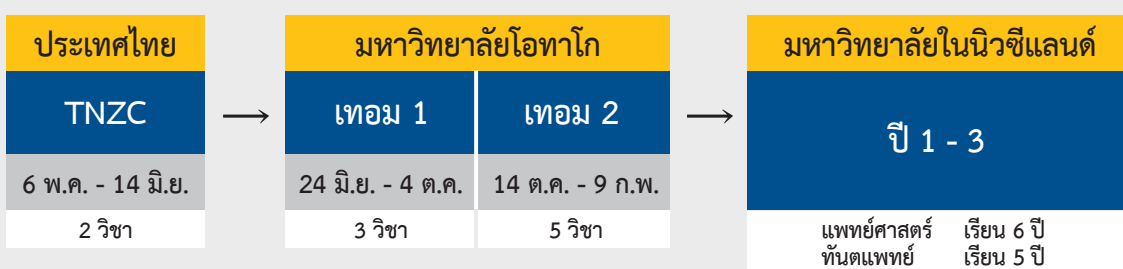 ประเทศไทย
TNZC
6 พ.ค. - 14 มิ.ย.
2 วิชา
มหาวิทยาลัยโอทาโก
เทอม 1
24 มิ.ย. - 4 ต.ค.
3 วิชา
เทอม 2
14 ต.ค. - 9 ก.พ.
5 วิชา
มหาวิทยาลัยในนิวซีแลนด์
ปี 1 - 3
แพทย์ศาสตร์ เรียน 6 ปี
ทันตแพทย์ เรียน 5 ปี